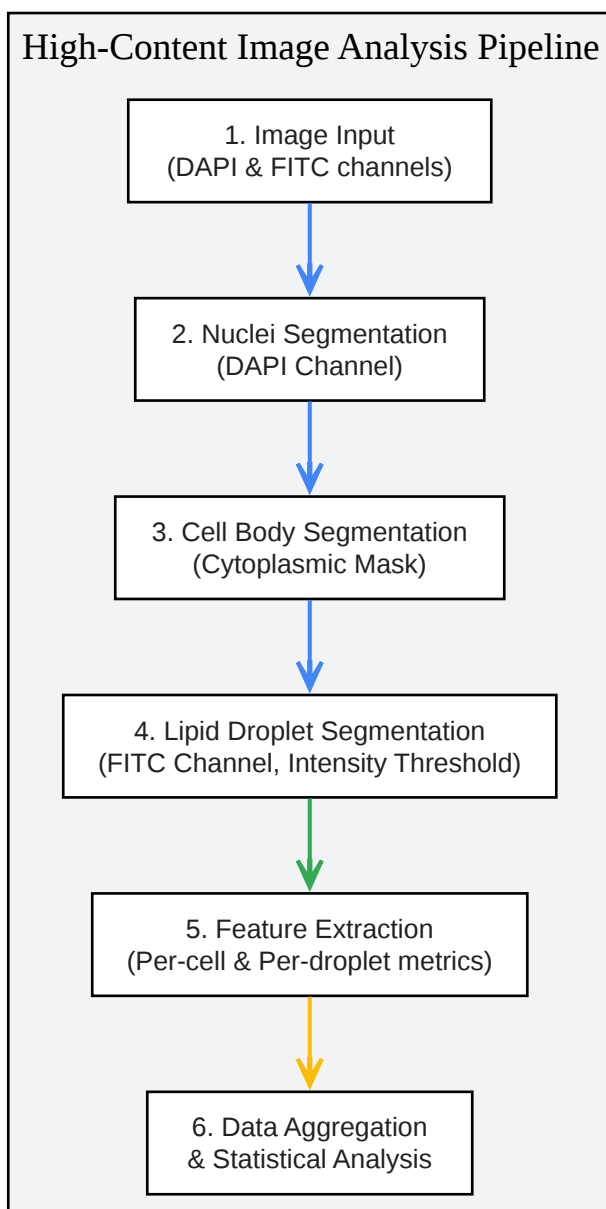 High-Content Image Analysis Pipeline
1. Image Input
(DAPI & FITC channels)
2. Nuclei Segmentation
(DAPI Channel)
3. Cell Body Segmentation
(Cytoplasmic Mask)
4. Lipid Droplet Segmentation
(FITC Channel, Intensity Threshold)
5. Feature Extraction
(Per-cell & Per-droplet metrics)
6. Data Aggregation
& Statistical Analysis